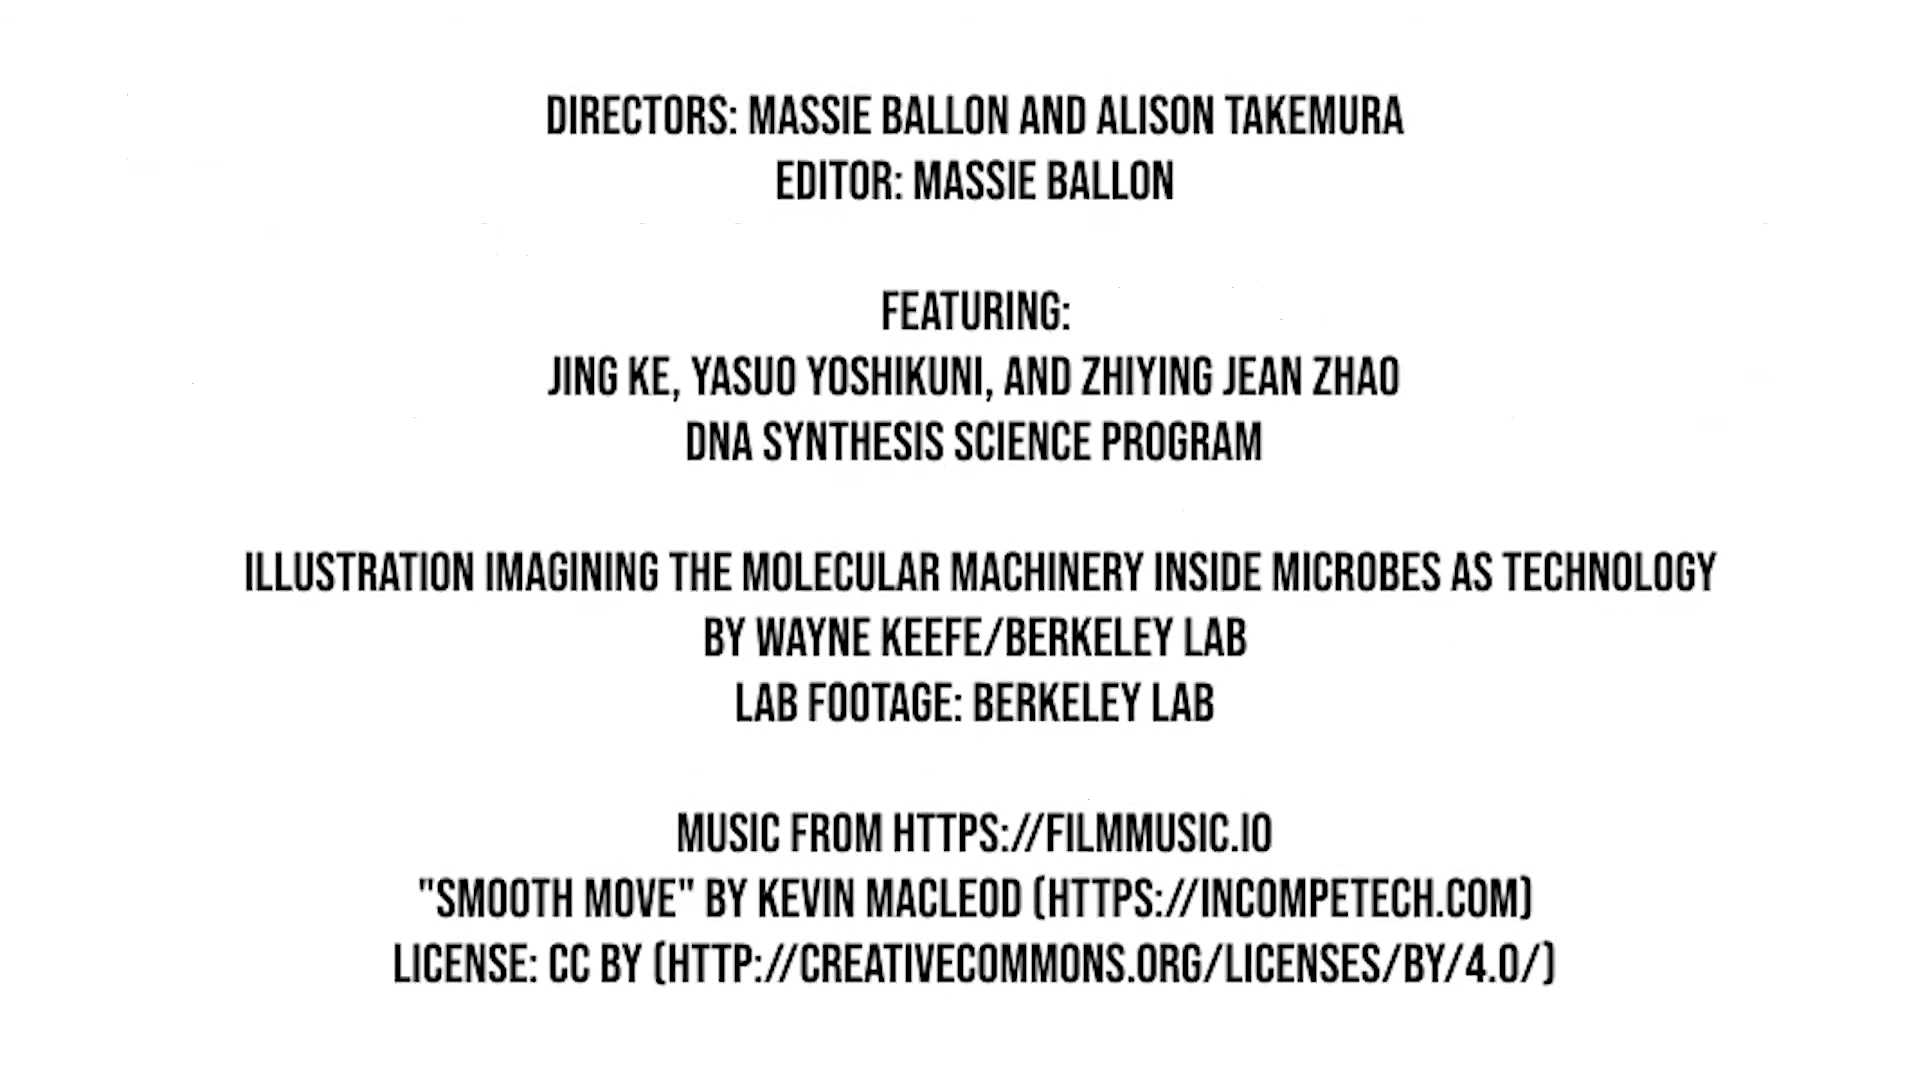 DIRECTORS: MASSIE BALLON AND ALISON TAKEMURA
EDITOR: MASSIE BALLON
FEATURING:
JING KE, YASUO YOSHIKUNI, AND ZHIYING JEAN ZHAO
DNA SYNTHESIS SCIENCE PROGRAM
ILLUSTRATION IMAGINING THE MOLECULAR MACHINERY INSIDE MICROBES AS TECHNOLOGY
BY WAYNE KEEFE/BERKELEY LAB
LAB FOOTAGE: BERKELEY LAB
MUSIC FROM HTTPS://FILMMUSIC.IO
"SMOOTH MOVE" BY KEVIN MACLEOD (HTTPS://INCOMPETECH.COM)
LICENSE: CC BY (HTTP://CREATIVECOMMONS.ORG/LICENSES/BY/4.0/)